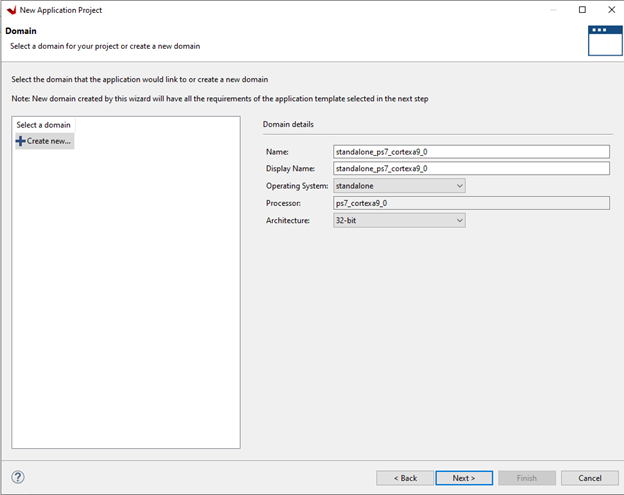 New Application Project
Domain
Select a domain for your project or create a new domain
Select the domain that the application would link to or create a new domain
Note: New domain created by this wizard will have all the requirements of the application template selected in the next step
Select a domain
Create new...
Domain details
Name: standalone_ps7_cortexa9_0
Display Name: standalone_ps7_cortexa9_0
Operating System: standalone
Processor: ps7_cortexa9_0
Architecture: 32-bit
? < Back Next > Finish Cancel